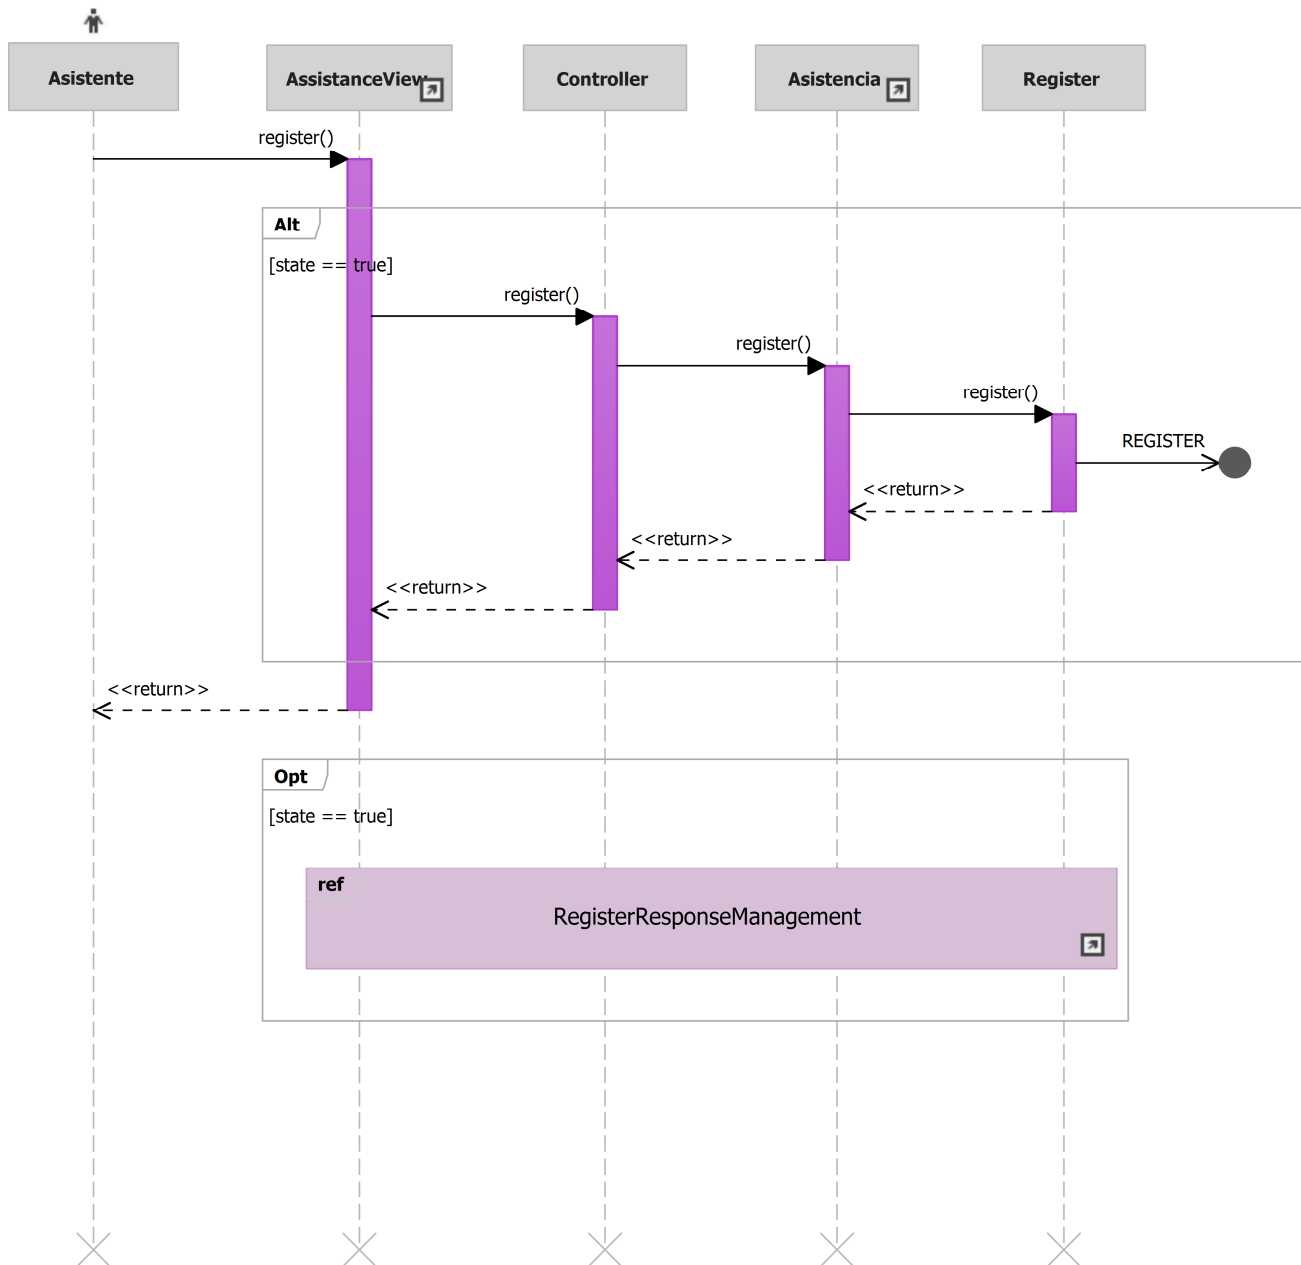 Asistente
AssistanceView
Controller
Asistencia
Register
register()
Alt
[state == true]
register()
register()
register()
REGISTER
<<return>>
<<return>>
<<return>>
<<return>>
Opt
[state == true]
ref
RegisterResponseManagement